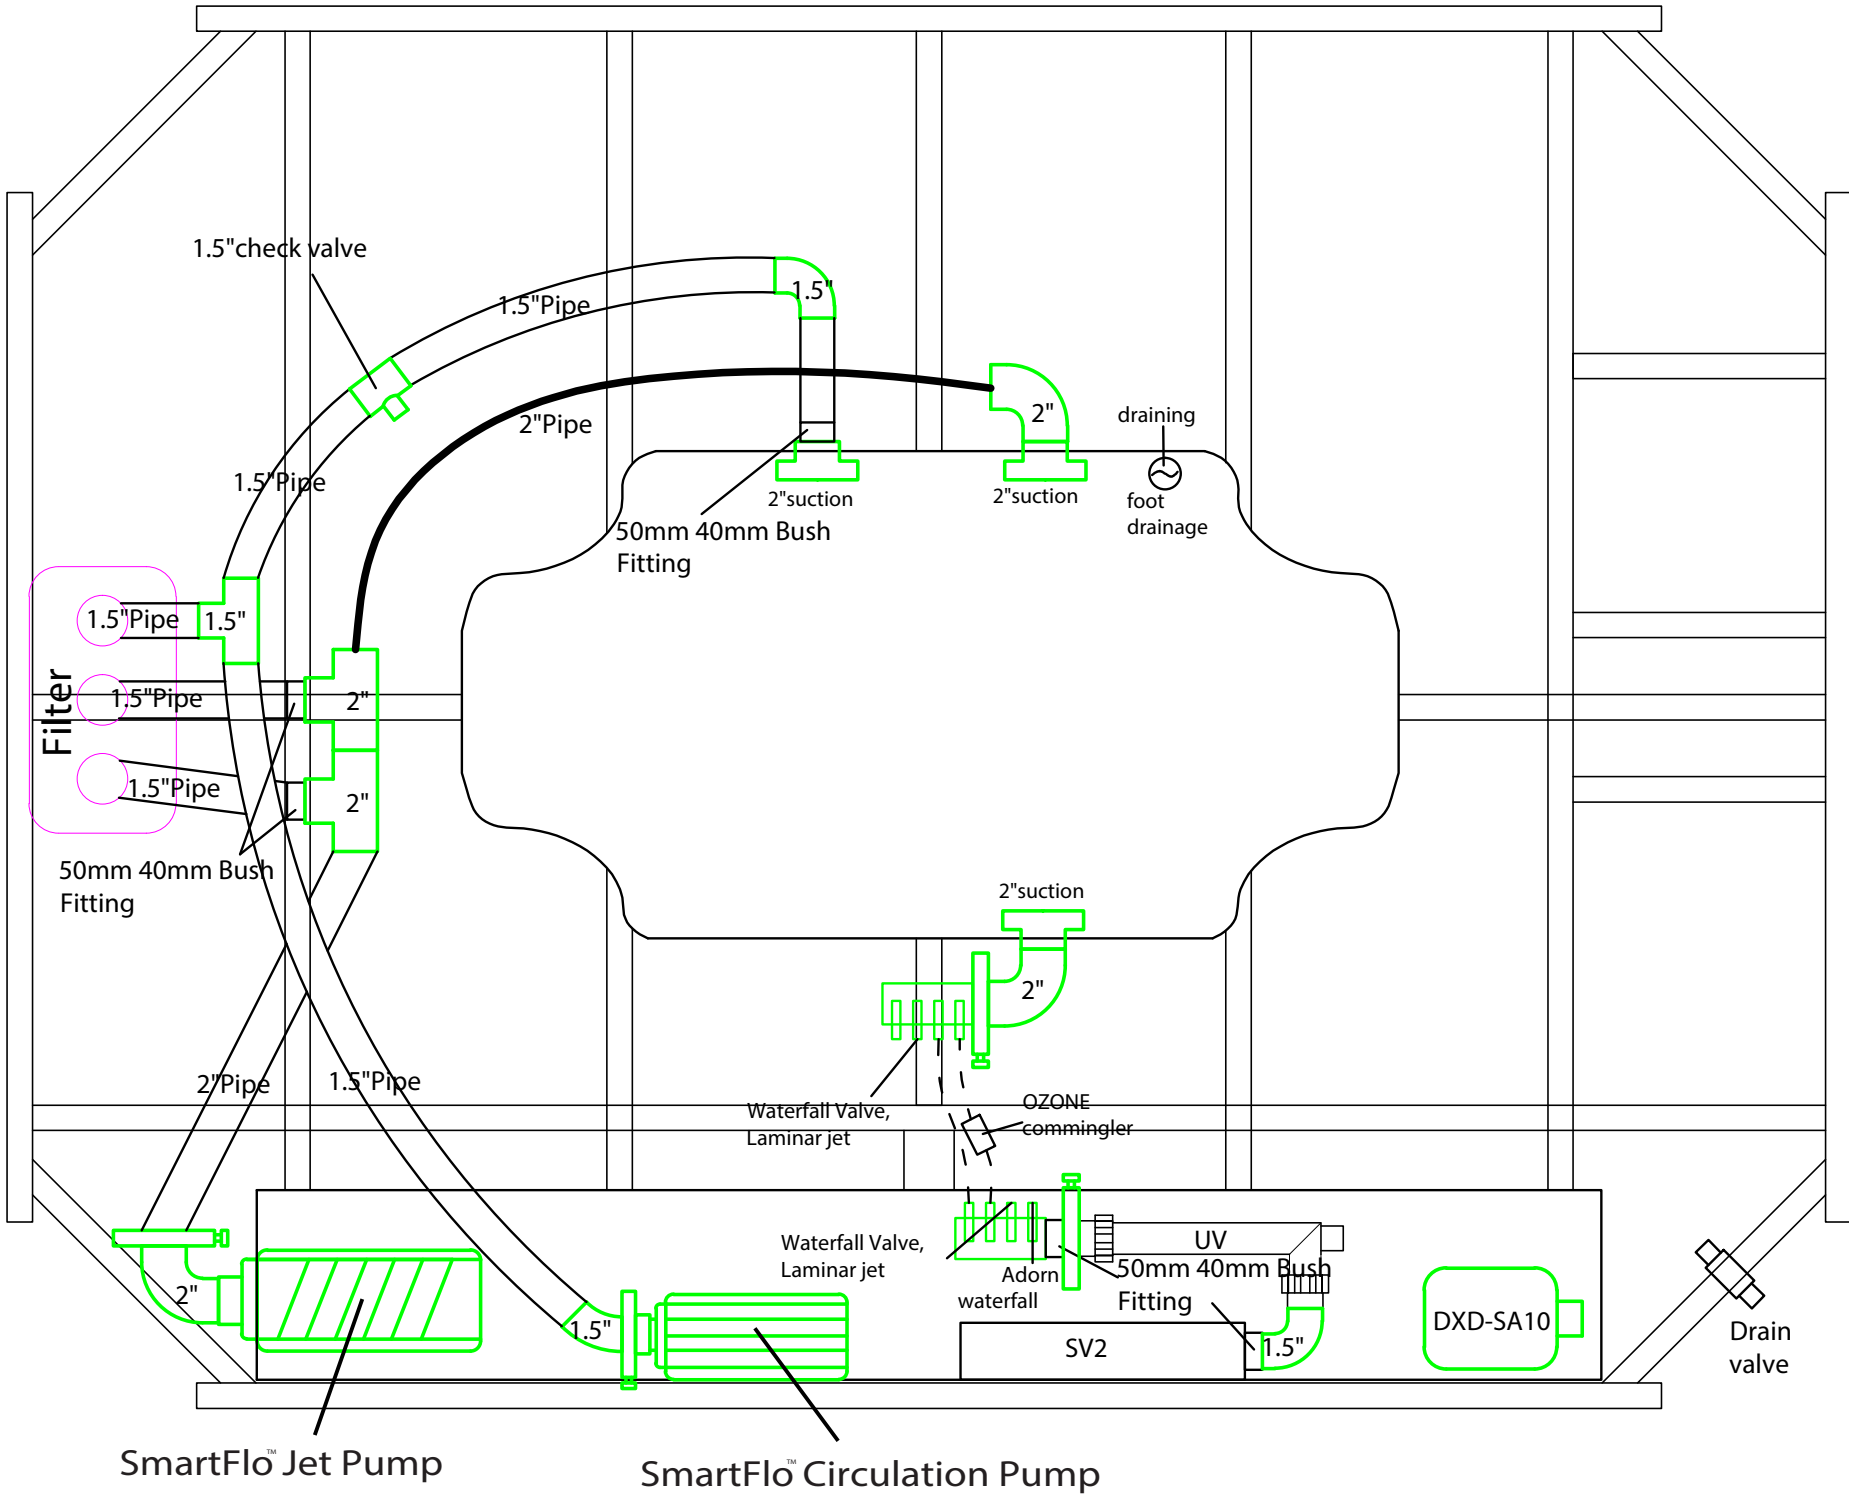 1.5"check valve
1.5"Pipe
1.5"
2"Pipe
2"
draining
1.5"Pipe
2"suction
2"suction
foot
drainage
50mm 40mm Bush
Fitting
1.5"Pipe
1.5"
Filter
1.5"Pipe
2"
1.5"Pipe
2"
50mm 40mm Bush
Fitting
2"suction
2"
2"Pipe
1.5"Pipe
Waterfall Valve,
Laminar jet
OZONE
commingler
Waterfall Valve,
Laminar jet
UV
Adorn
waterfall
50mm 40mm Bush
Fitting
2"
1.5"
SV2
1.5"
DXD-SA10
Drain
valve
SmartFlo™ Jet Pump
SmartFlo™ Circulation Pump